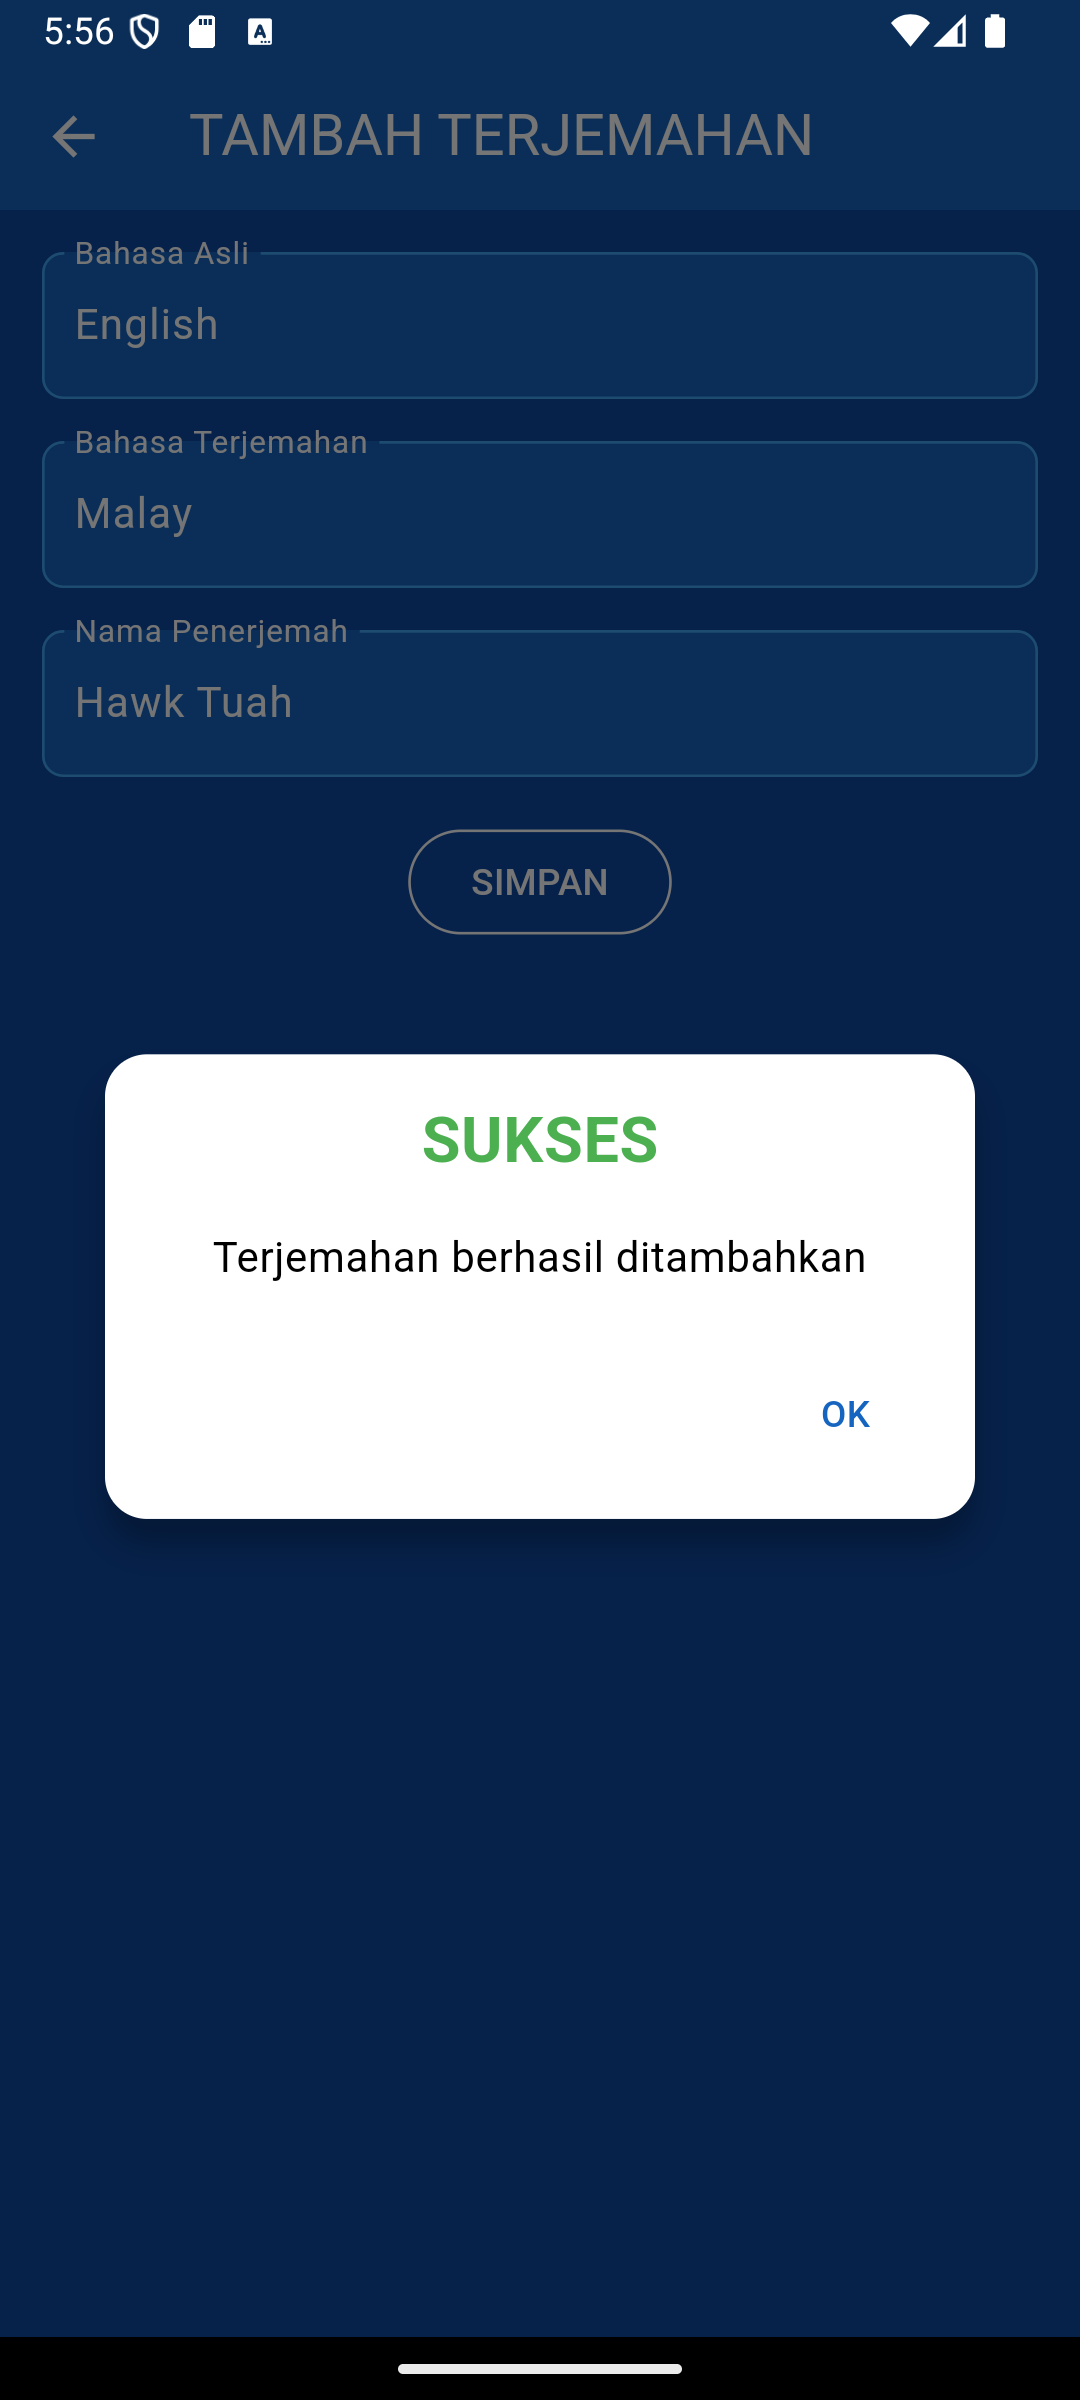 5:56
TAMBAH TERJEMAHAN
Bahasa Asli
English
Bahasa Terjemahan
Malay
Nama Penerjemah
Hawk Tuah
SIMPAN
SUKSES
Terjemahan berhasil ditambahkan
OK